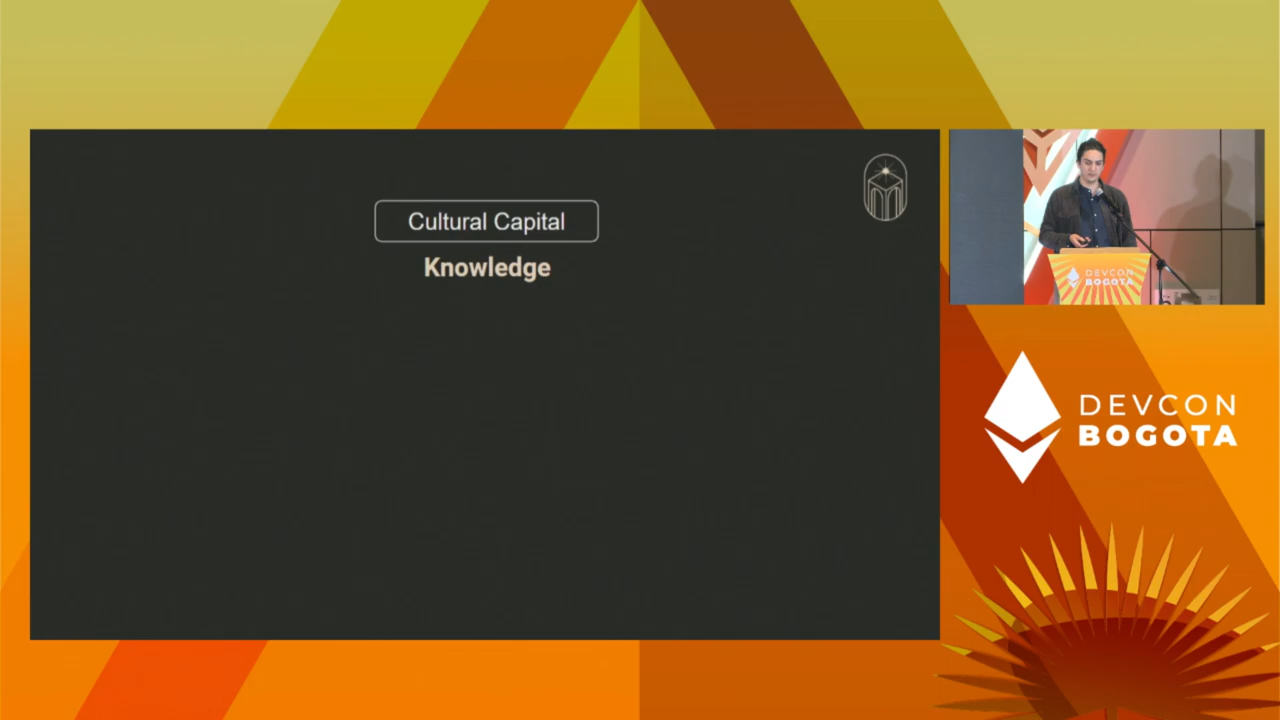 Cultural Capital
Knowledge
DEVCON
BOGOTA
DEVCON
BOGOTA